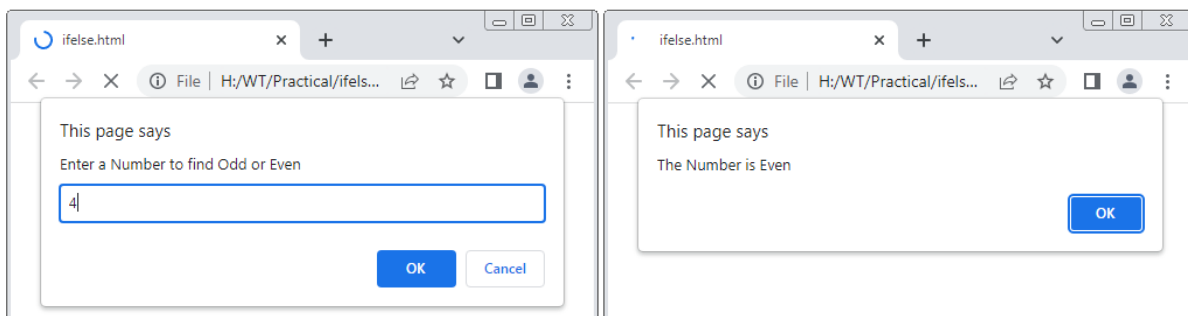 ifelse.html
File | H:/WT/Practical/ifels...
This page says
Enter a Number to find Odd or Even
4
OK Cancel
ifelse.html
File | H:/WT/Practical/ifels...
This page says
The Number is Even
OK